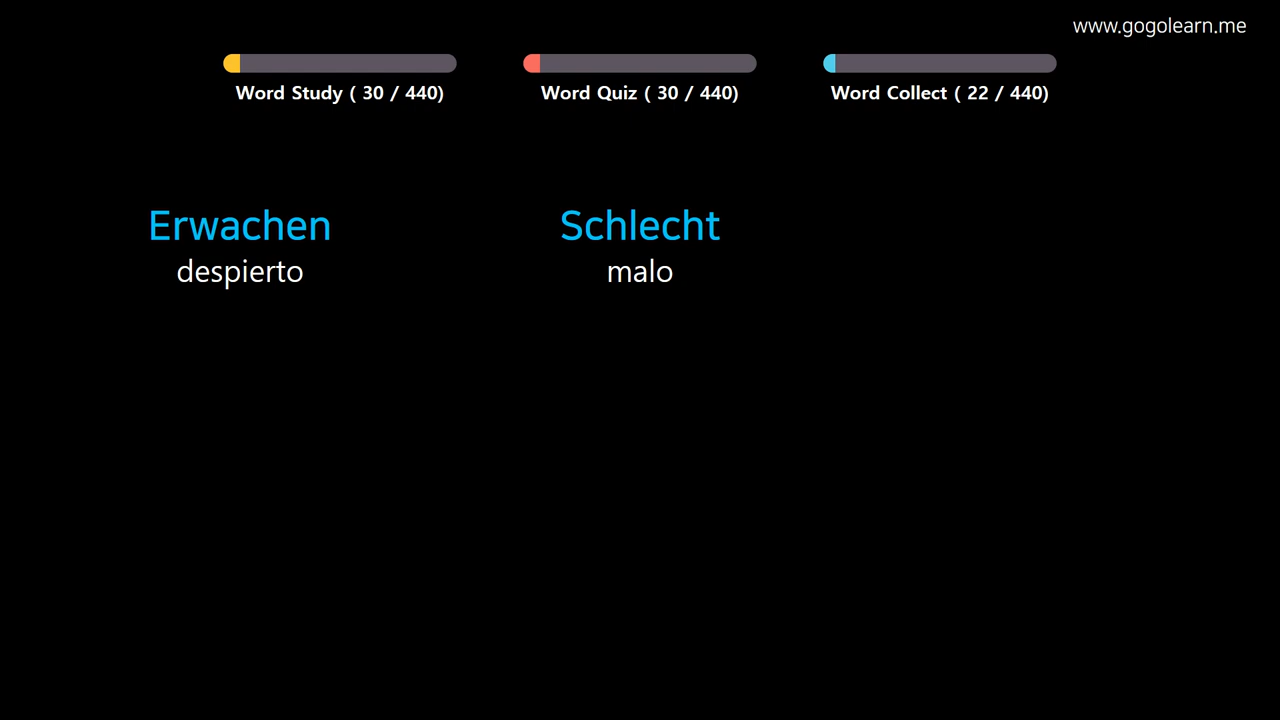 www.gogolearn.me
Word Study ( 30 / 440)
Word Quiz ( 30 / 440)
Word Collect ( 22 / 440)
Erwachen
despierto
Schlecht
malo